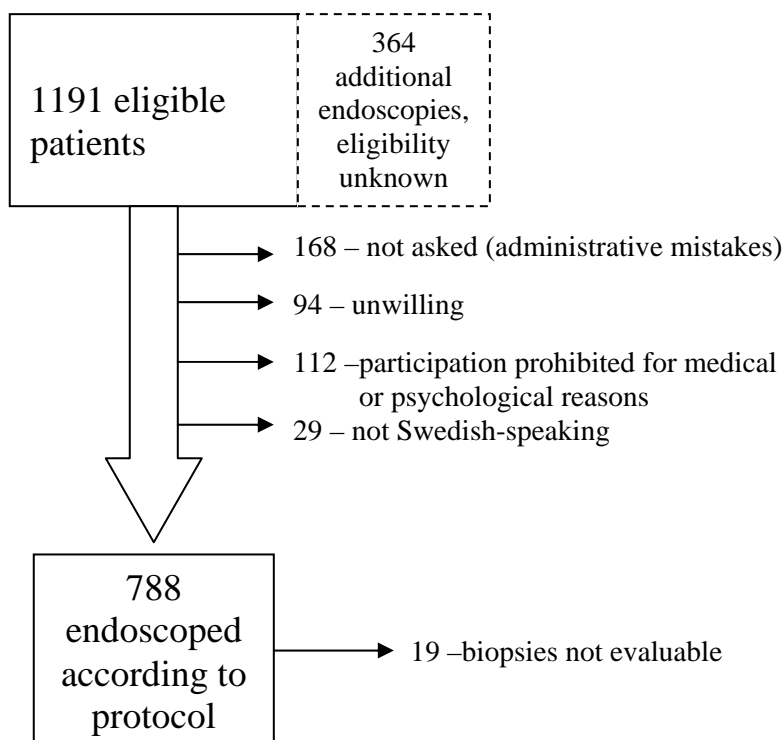 1191 eligible
patients
364
additional
endoscopies,
eligibility
unknown
168 – not asked (administrative mistakes)
94 – unwilling
112 –participation prohibited for medical
or psychological reasons
29 – not Swedish-speaking
788
endoscoped
according to
protocol
19 –biopsies not evaluable